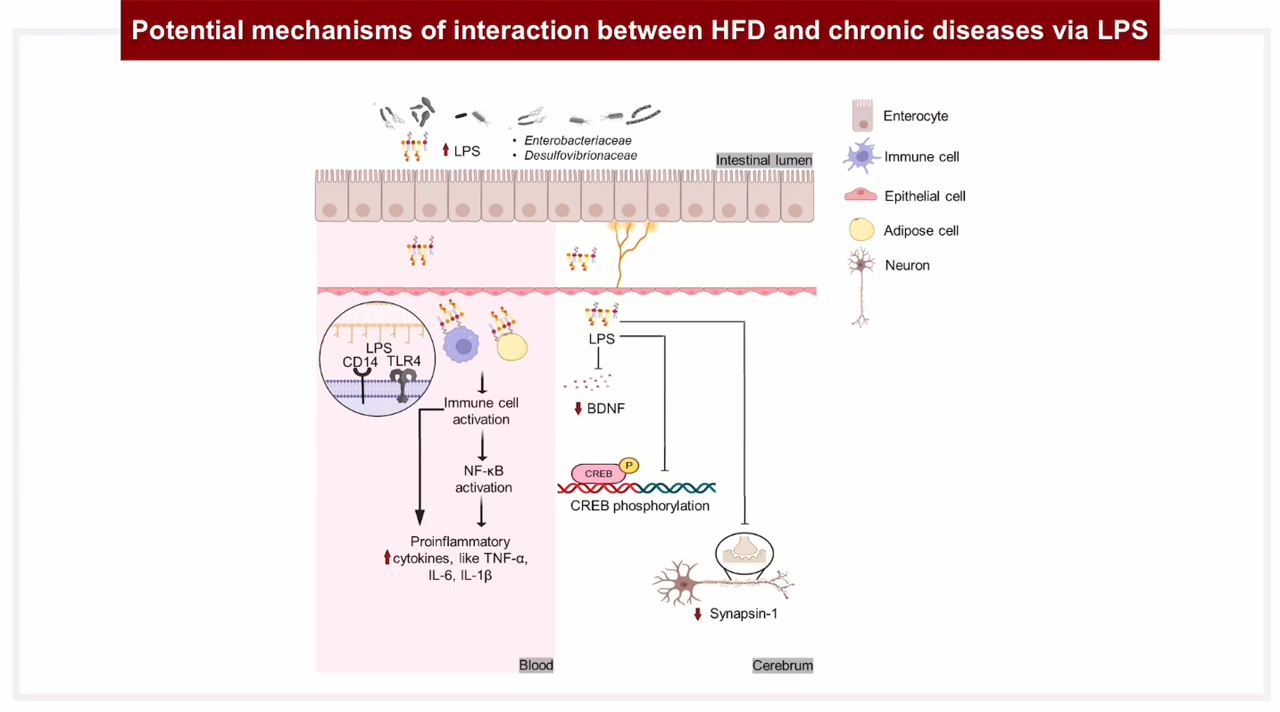 Potential mechanisms of interaction between HFD and chronic diseases via LPS
LPS
• Enterobacteriaceae
• Desulfovibrionaceae
Intestinal lumen
Enterocyte
Immune cell
Epithelial cell
Adipose cell
Neuron
LPS
CD14 TLR4
Immune cell
activation
NF-κB
activation
Proinflammatory
cytokines, like TNF-α,
IL-6, IL-1β
Blood
LPS
BDNF
CREB
P
CREB phosphorylation
Synapsin-1
Cerebrum